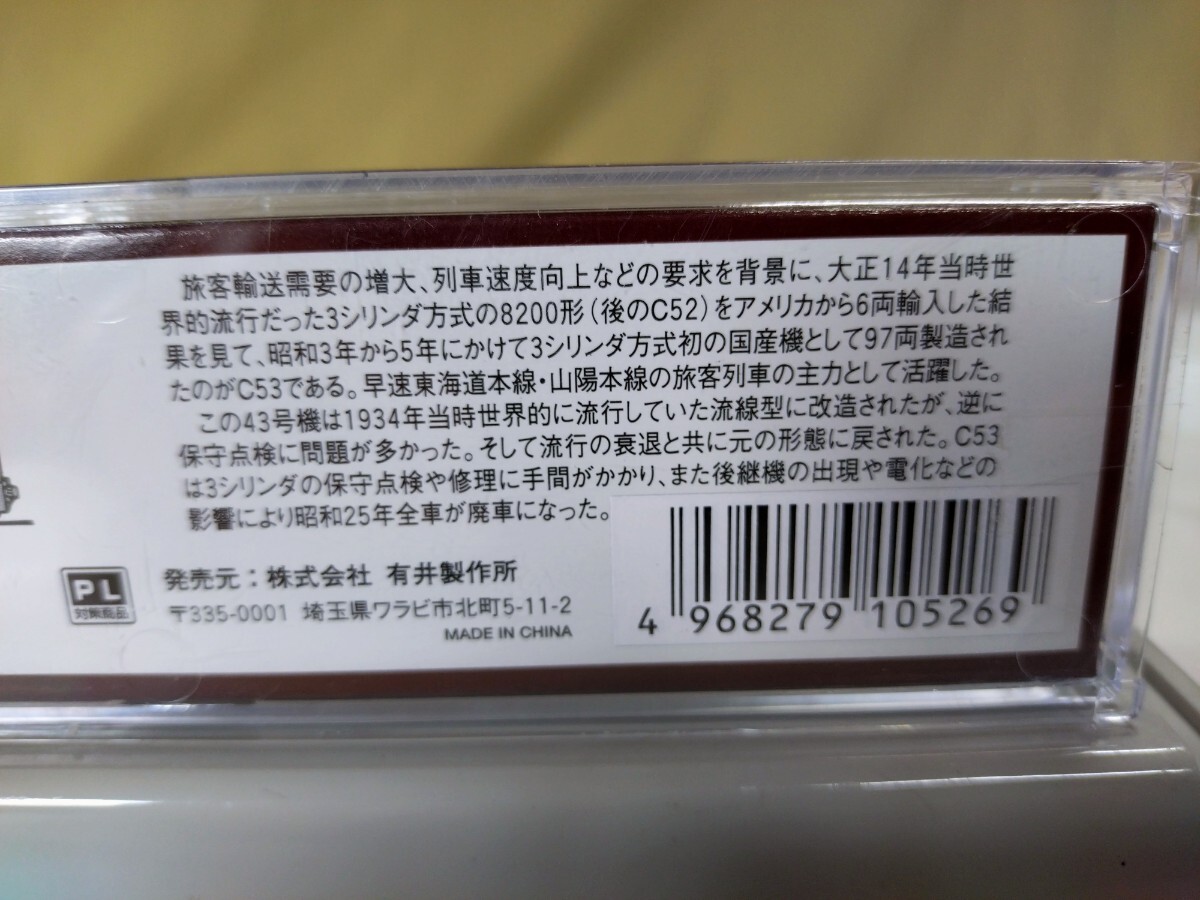 旅客輸送需要の増大、列車速度向上などの要求を背景に、大正14年当時世
界的流行だった3シリンダ方式の8200形(後のC52)をアメリカから6両輸入した結
果を見て、昭和3年から5年にかけて3シリンダ方式初の国産機として97両製造され
たのがC53である。早速東海道本線・山陽本線の旅客列車の主力として活躍した。
この43号機は1934年当時世界的に流行していた流線型に改造されたが、逆に
保守点検に問題が多かった。そして流行の衰退と共に元の形態に戻された。C53
は3シリンダの保守点検や修理に手間がかかり、また後継機の出現や電化などの
影響により昭和25年全車が廃車になった。
PL
対策商品
発売元:株式会社 有井製作所
〒335-0001 埼玉県ワラビ市北町5-11-2
MADE IN CHINA
4 968279 105269